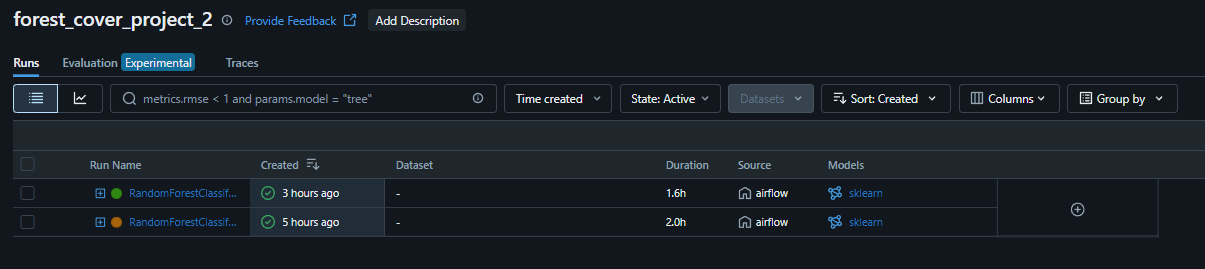 forest_cover_project_2 Provide Feedback Add Description
Runs Evaluation Experimental Traces
metrics.rmse < 1 and params.model = "tree" Time created State: Active Datasets Sort: Created Columns Group by
Run Name Created Dataset Duration Source Models
RandomForestClassif... 3 hours ago - 1.6h airflow sklearn
RandomForestClassif... 5 hours ago - 2.0h airflow sklearn